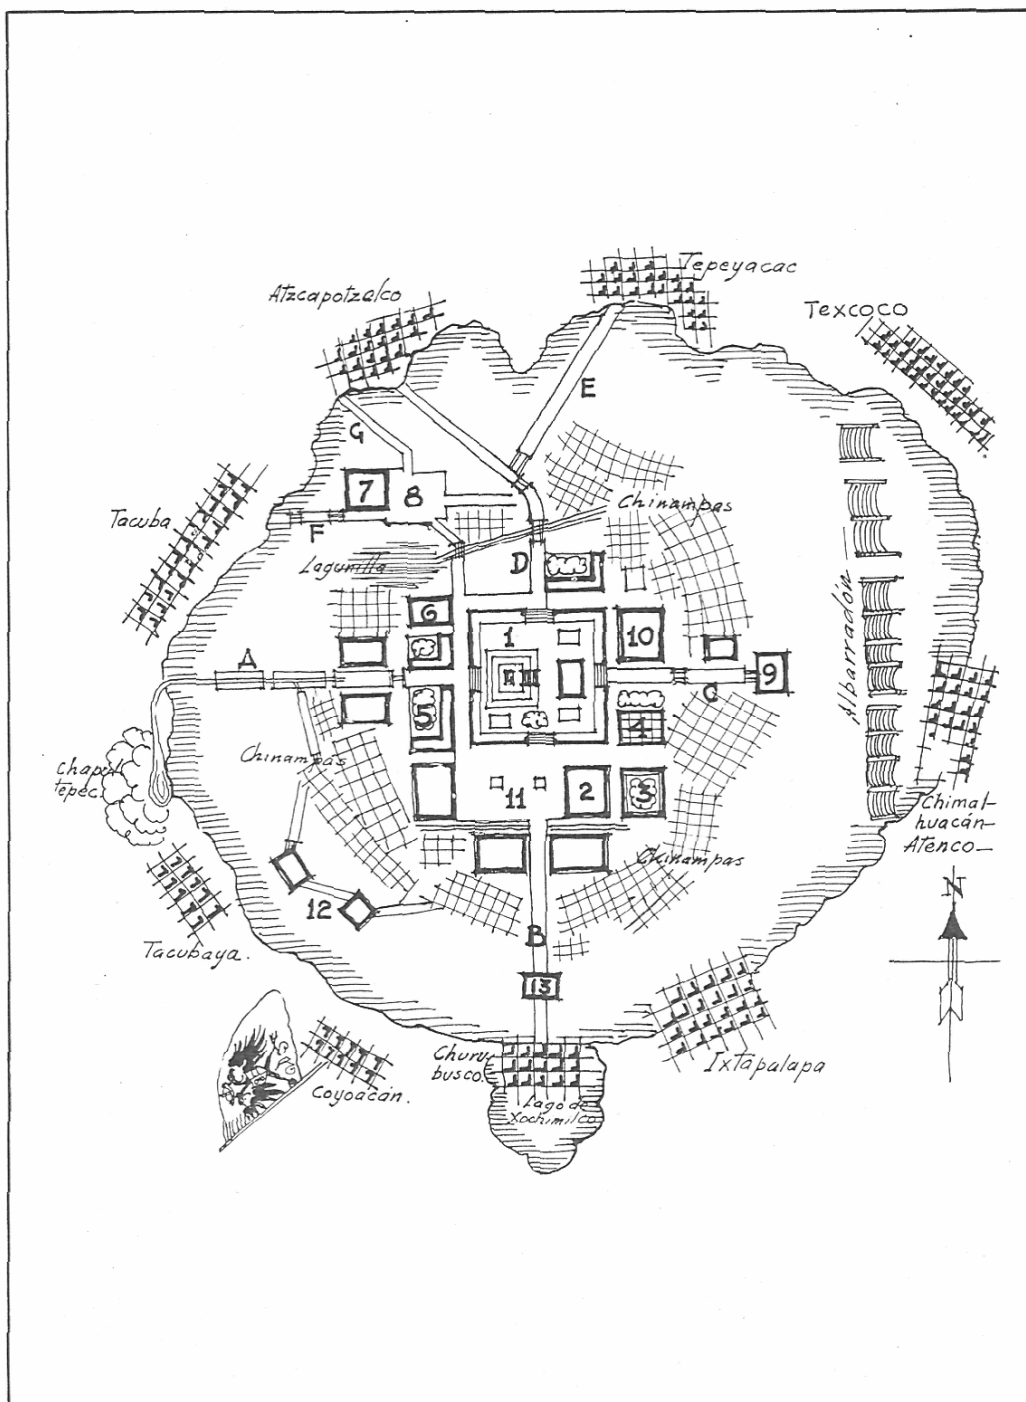 Tepeyacac
Atzcapotzalco
Texcoco
E
G
7
8
Chinampas
Tacuba
F
Lagunilla
D
Albarradón
6
1
10
A
9
C
5
4
Chinampas
Chapul
tepec.
11
2
3
Chimal-
huacán-
Atenco-
Chinampas
N
12
B
Tacubaya.
13
Churu
busco.
Ixtapalapa
Coyoacán.
Lago de
Xochimilco